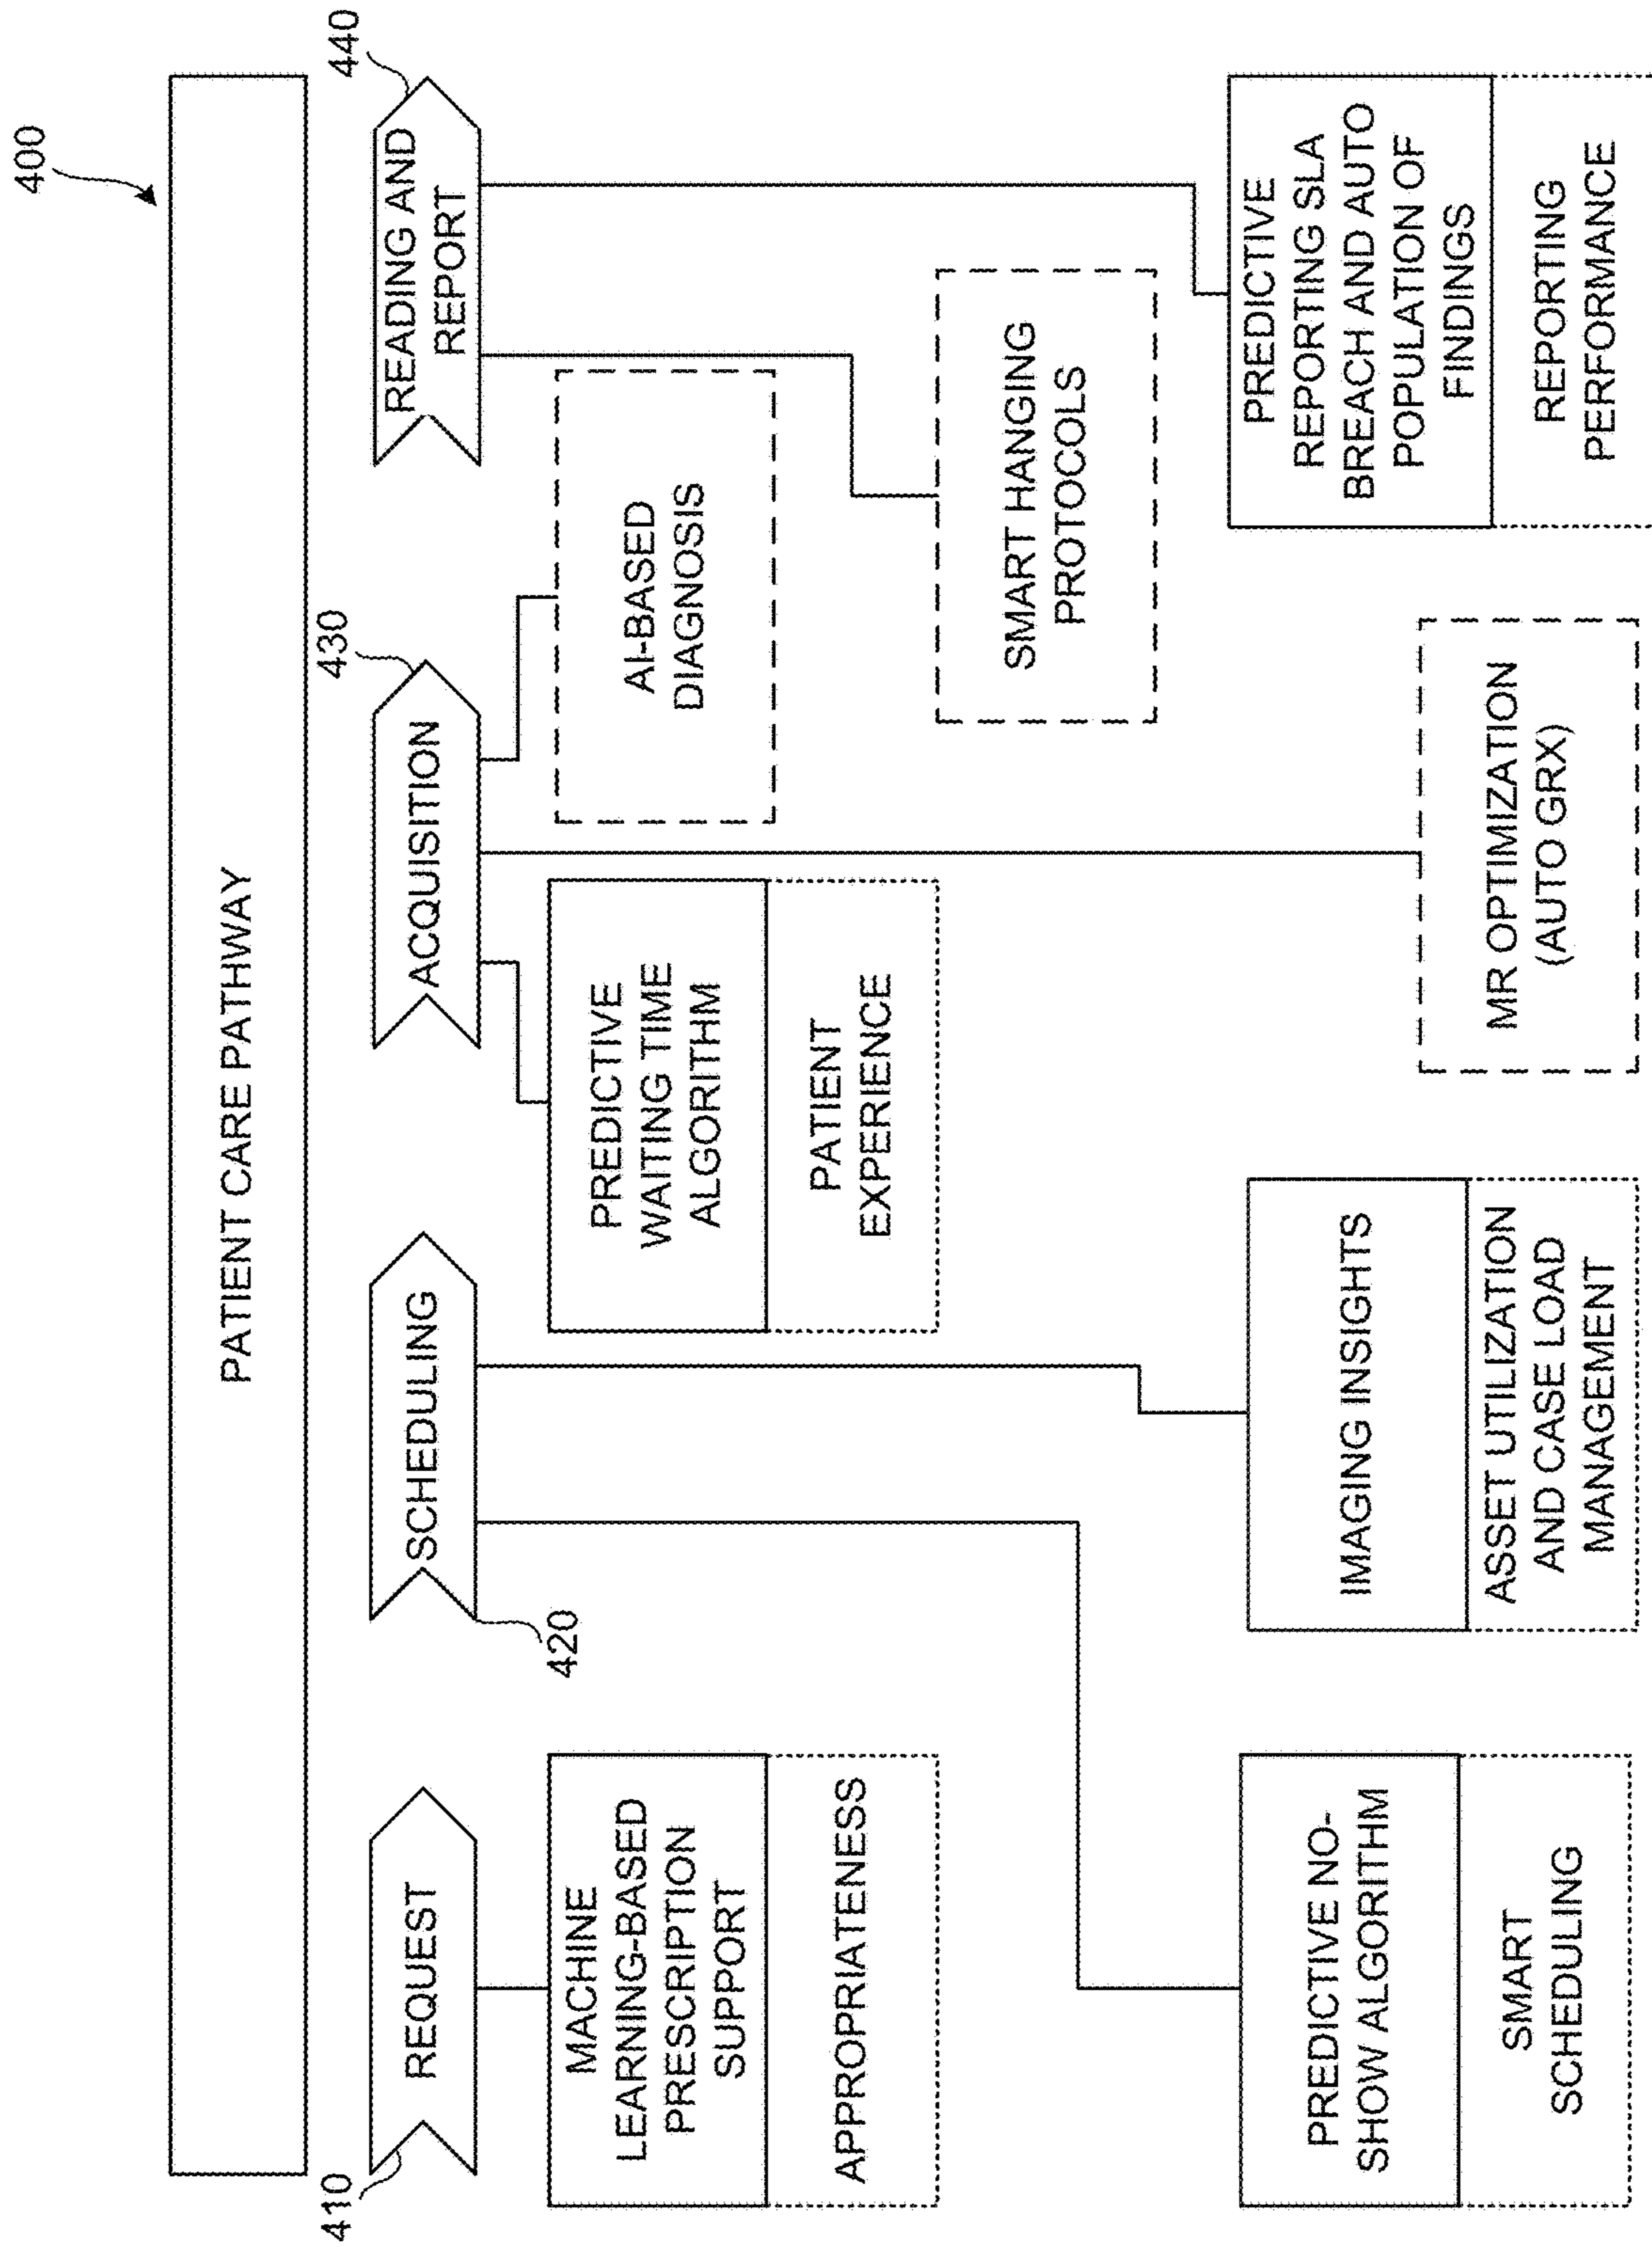 400
PATIENT CARE PATHWAY
410
REQUEST
420
SCHEDULING
430
ACQUISITION
440
READING AND
REPORT
MACHINE
LEARNING-BASED
PRESCRIPTION
SUPPORT
APPROPRIATENESS
PREDICTIVE
WAITING TIME
ALGORITHM
PATIENT
EXPERIENCE
AI-BASED
DIAGNOSIS
SMART HANGING
PROTOCOLS
PREDICTIVE NO-
SHOW ALGORITHM
SMART
SCHEDULING
IMAGING INSIGHTS
ASSET UTILIZATION
AND CASE LOAD
MANAGEMENT
MR OPTIMIZATION
(AUTO GRX)
PREDICTIVE
REPORTING SLA
BREACH AND AUTO
POPULATION OF
FINDINGS
REPORTING
PERFORMANCE